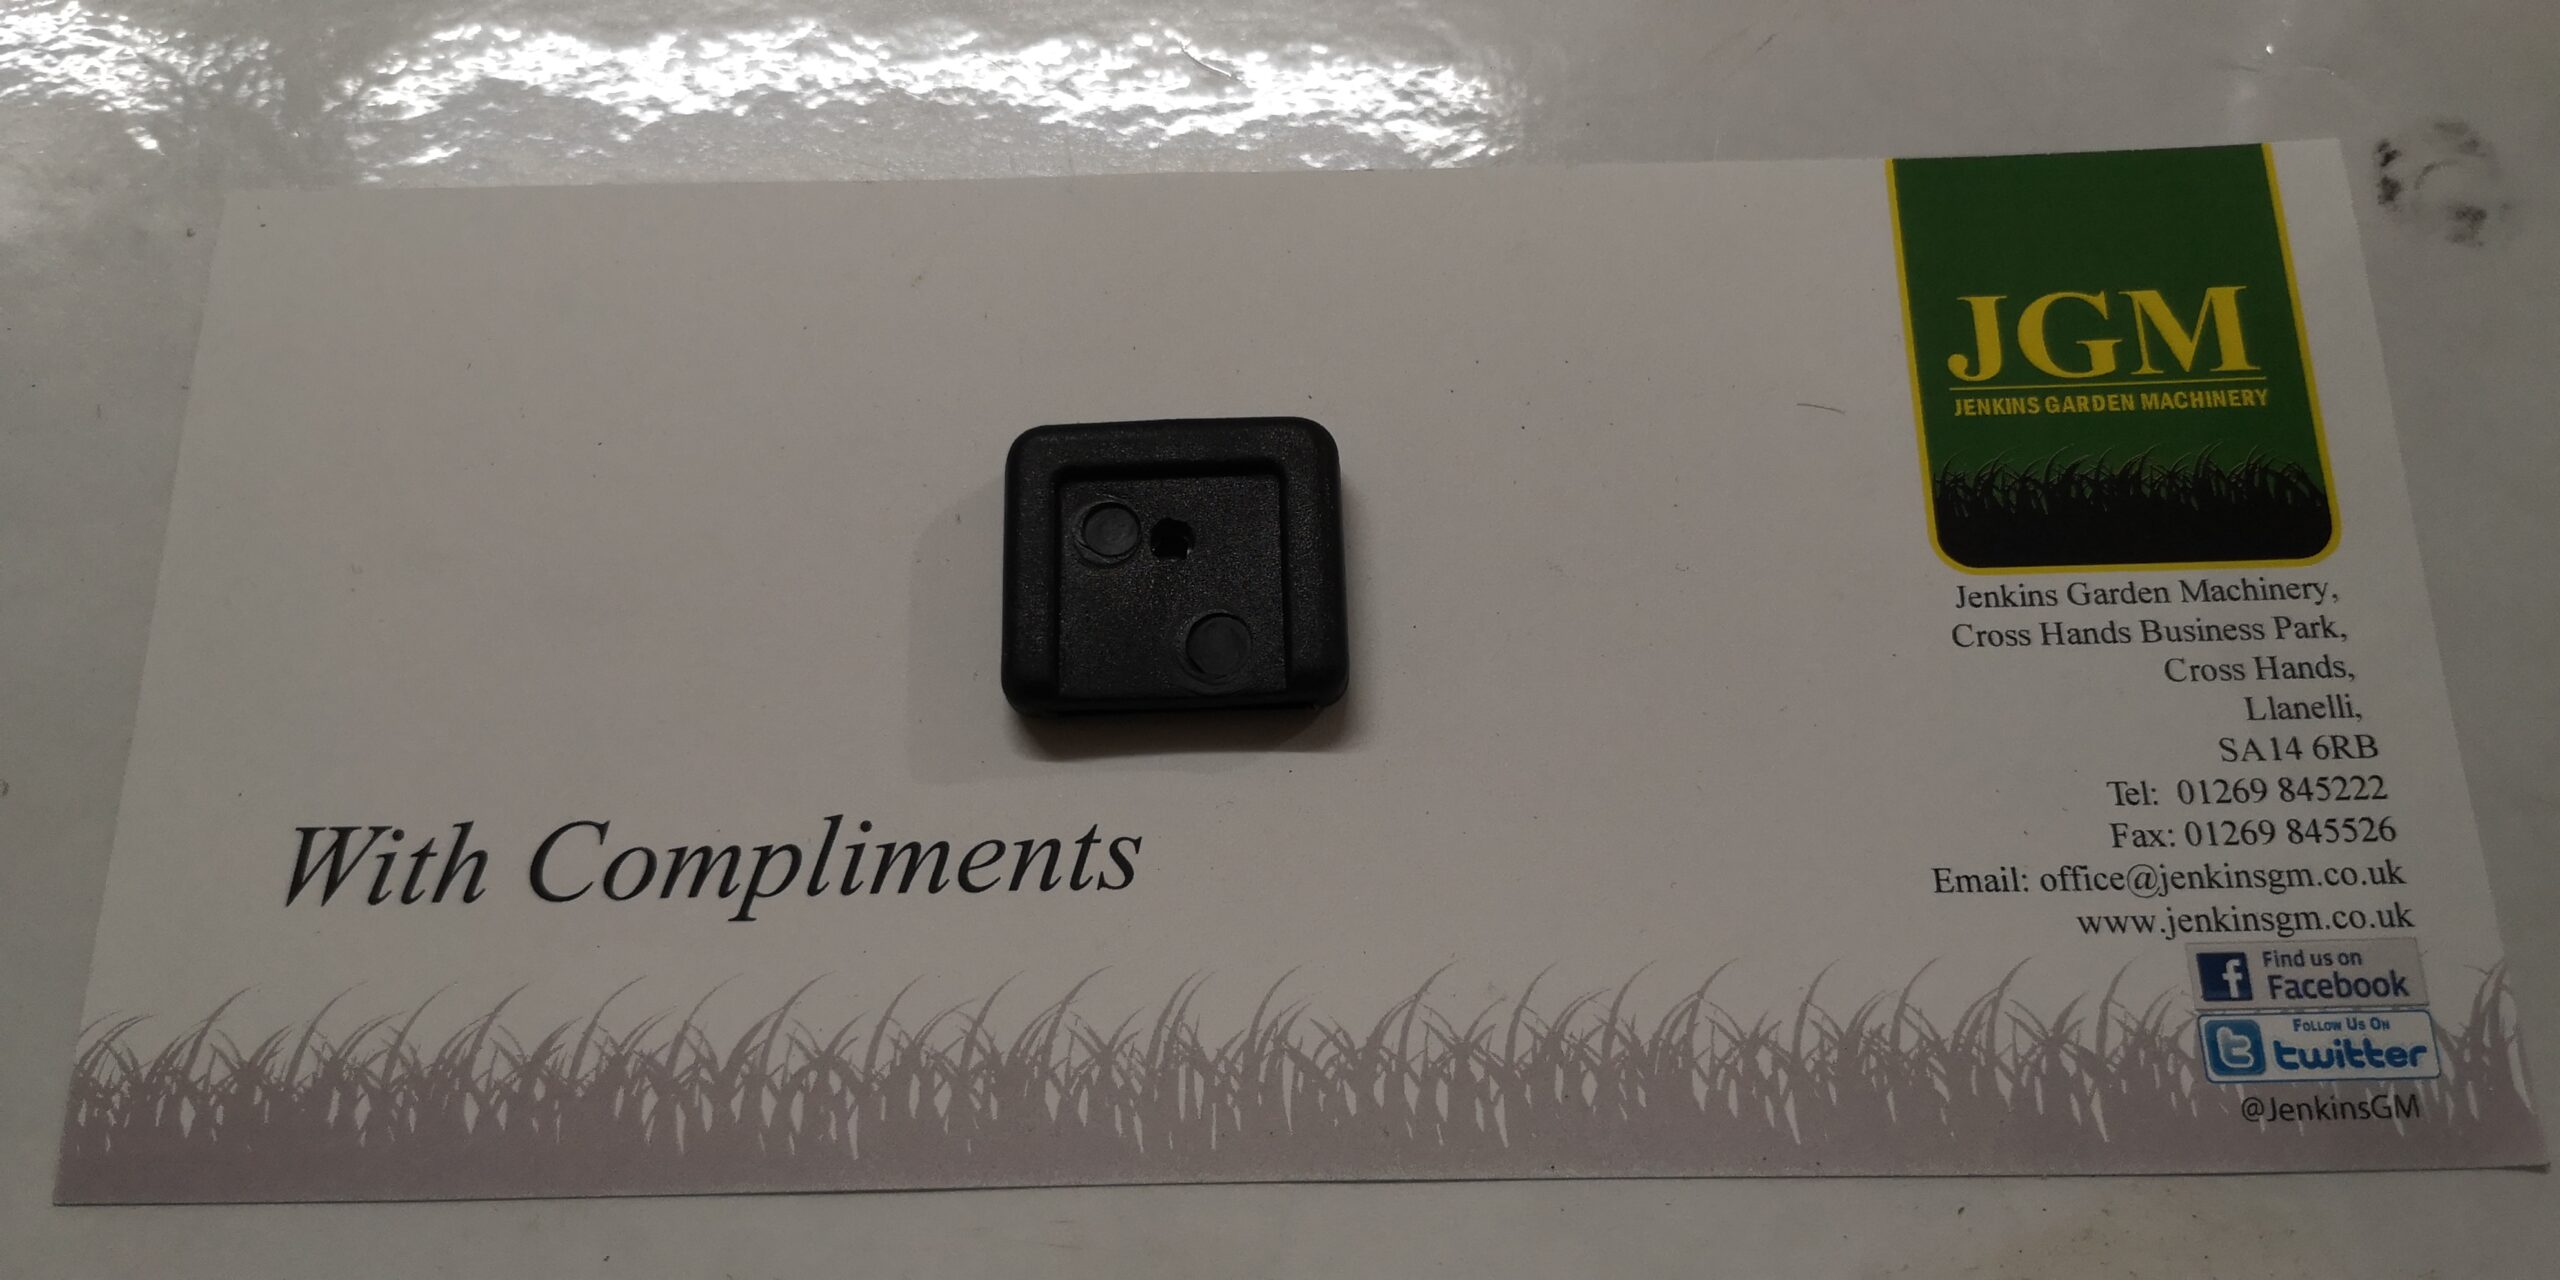 JGM
JENKINS GARDEN MACHINERY
Jenkins Garden Machinery,
Cross Hands Business Park,
Cross Hands,
Llanelli,
SA14 6RB
Tel: 01269 845222
Fax: 01269 845526
Email: office@jenkinsgm.co.uk
www.jenkinsgm.co.uk
With Compliments
f Find us on
Facebook
Follow Us On
t twitter
@JenkinsGM